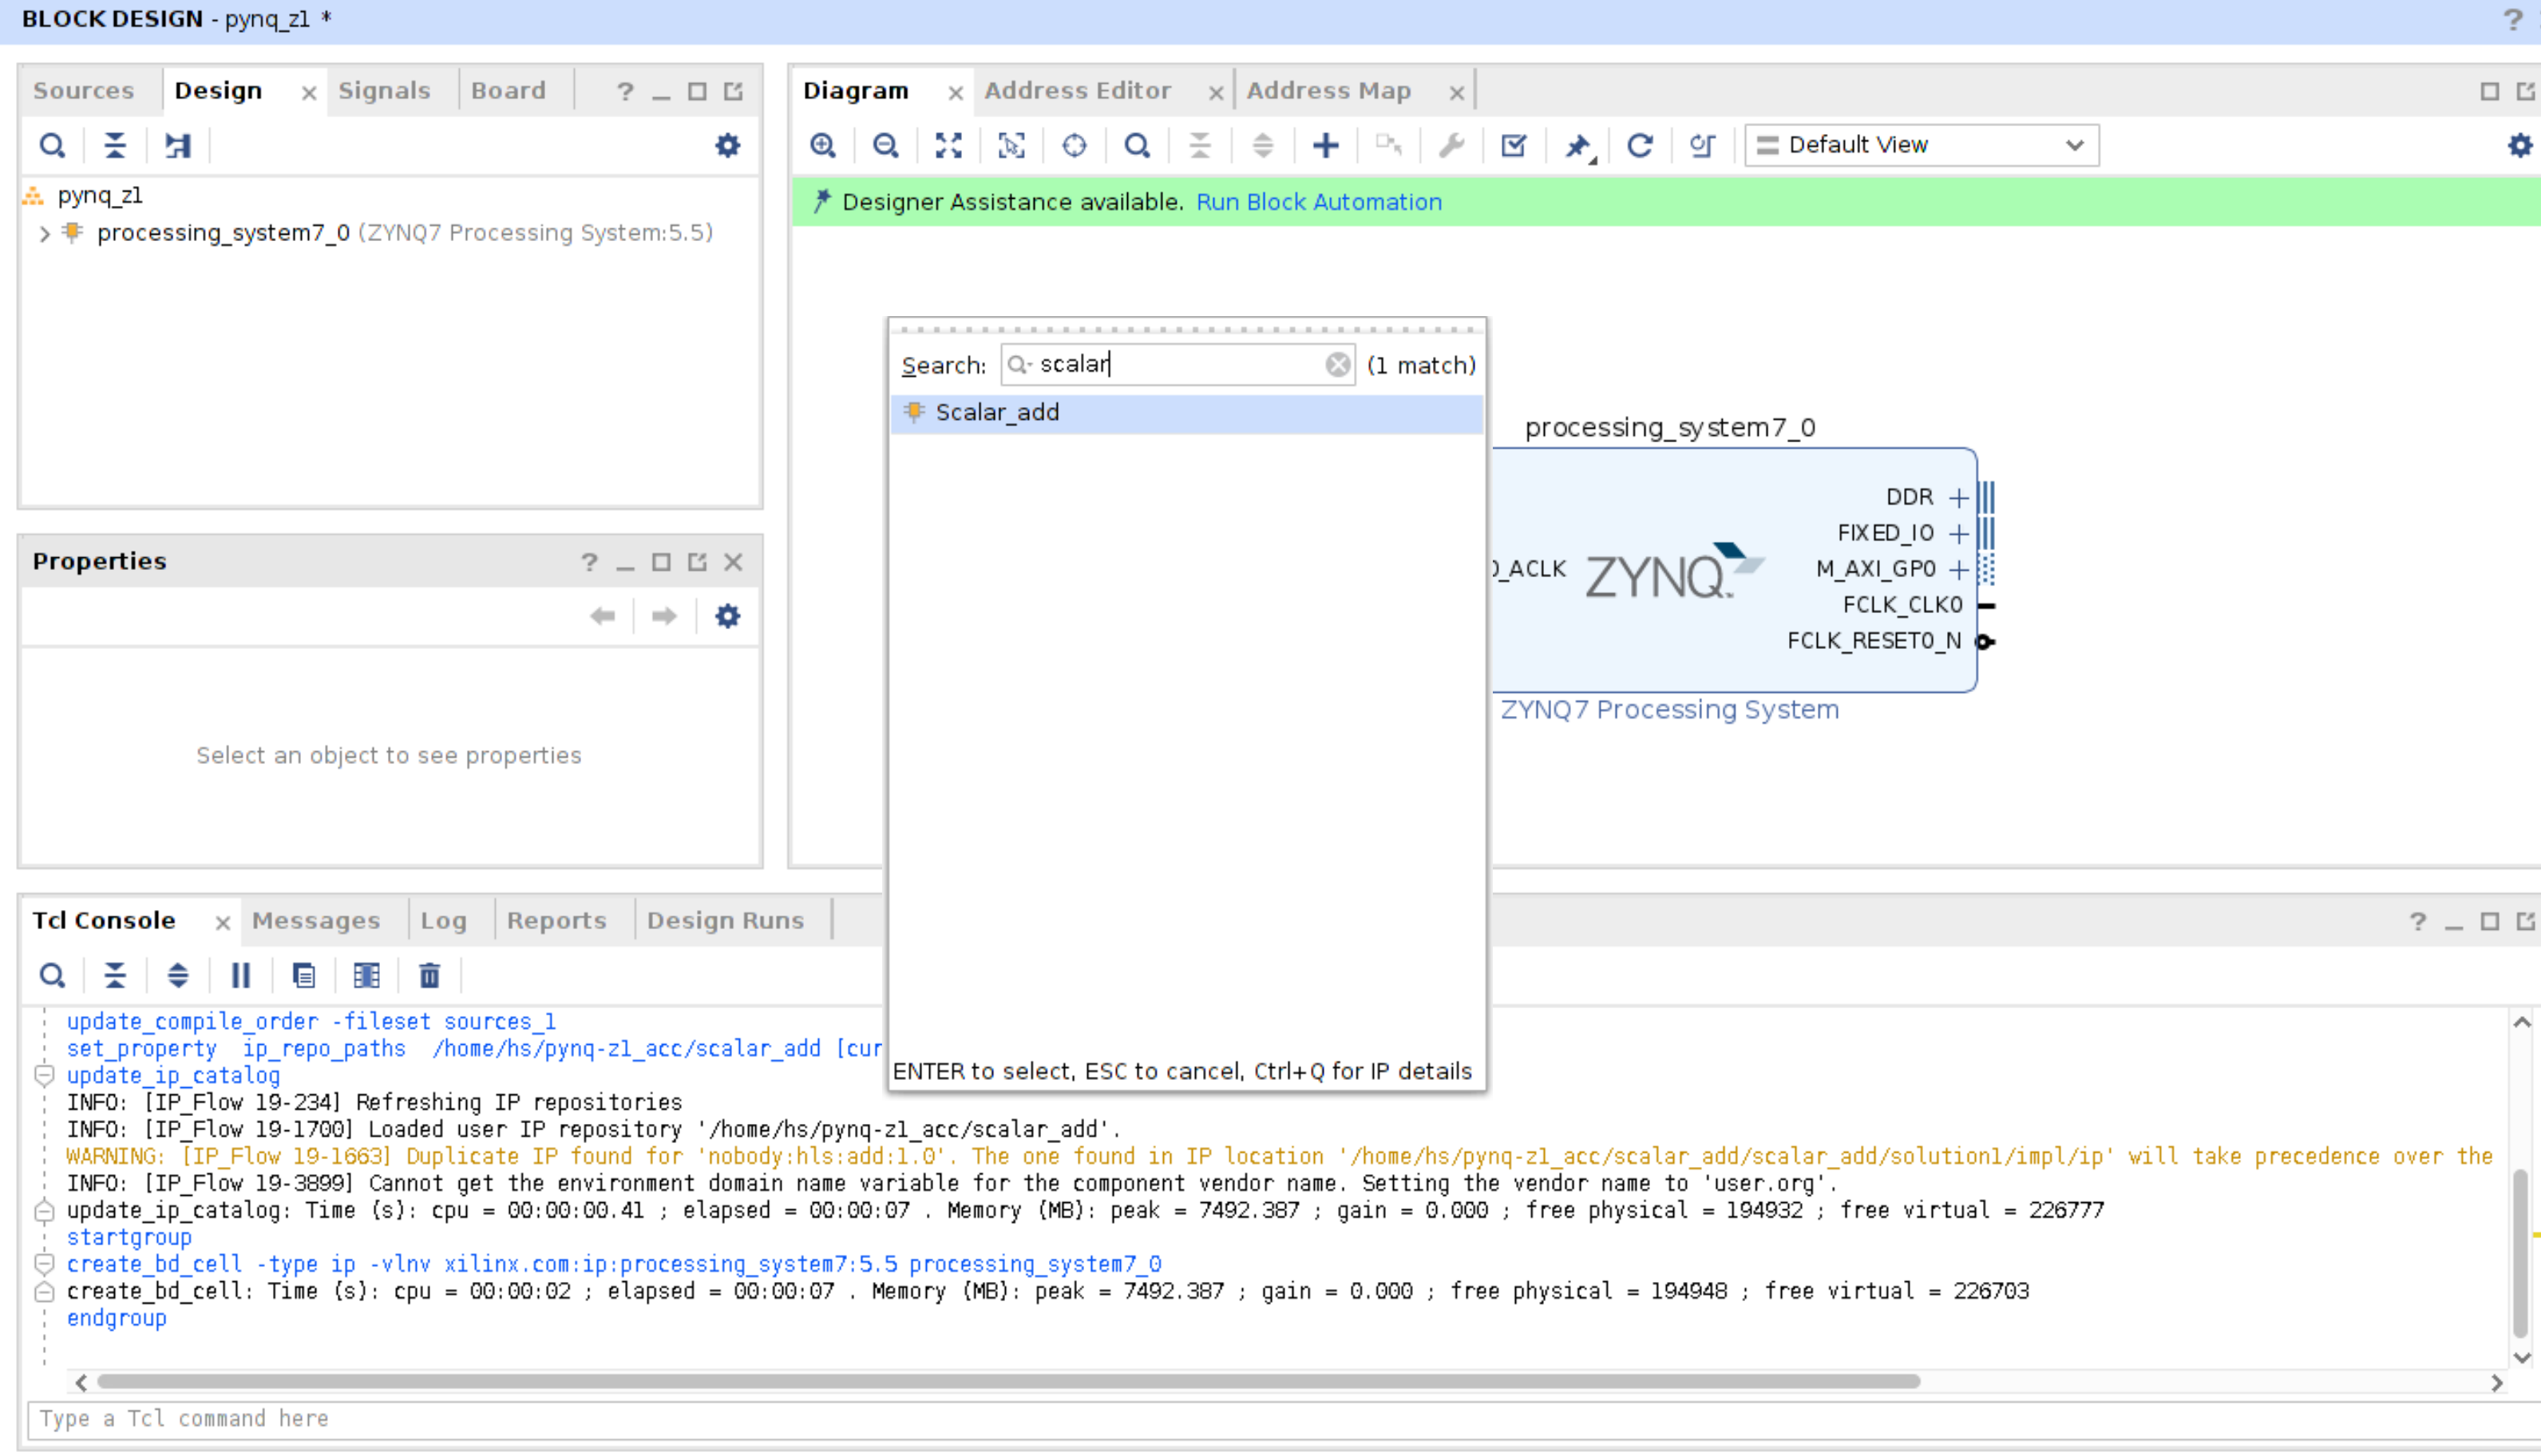 BLOCK DESIGN - pynq_z1 *
?
Sources Design Signals Board ?
pynq_z1
processing_system7_0 (ZYNQ7 Processing System:5.5)
Properties ?
Select an object to see properties
Diagram Address Editor Address Map
Default View
Designer Assistance available. Run Block Automation
Search: scalar (1 match)
Scalar_add
ENTER to select, ESC to cancel, Ctrl+Q for IP details
processing_system7_0
DDR
FIXED_IO
_ACLK ZYNQ M_AXI_GP0
FCLK_CLK0
FCLK_RESET0_N
ZYNQ7 Processing System
Tcl Console Messages Log Reports Design Runs ?
update_compile_order -fileset sources_1
set_property ip_repo_paths /home/hs/pynq-z1_acc/scalar_add [cur
update_ip_catalog
INFO: [IP_Flow 19-234] Refreshing IP repositories
INFO: [IP_Flow 19-1700] Loaded user IP repository '/home/hs/pynq-z1_acc/scalar_add'.
WARNING: [IP_Flow 19-1663] Duplicate IP found for 'nobody:hls:add:1.0'. The one found in IP location '/home/hs/pynq-z1_acc/scalar_add/scalar_add/solution1/impl/ip' will take precedence over the
INFO: [IP_Flow 19-3899] Cannot get the environment domain name variable for the component vendor name. Setting the vendor name to 'user.org'.
update_ip_catalog: Time (s): cpu = 00:00:00.41 ; elapsed = 00:00:07 . Memory (MB): peak = 7492.387 ; gain = 0.000 ; free physical = 194932 ; free virtual = 226777
startgroup
create_bd_cell -type ip -vlnv xilinx.com:ip:processing_system7:5.5 processing_system7_0
create_bd_cell: Time (s): cpu = 00:00:02 ; elapsed = 00:00:07 . Memory (MB): peak = 7492.387 ; gain = 0.000 ; free physical = 194948 ; free virtual = 226703
endgroup
Type a Tcl command here